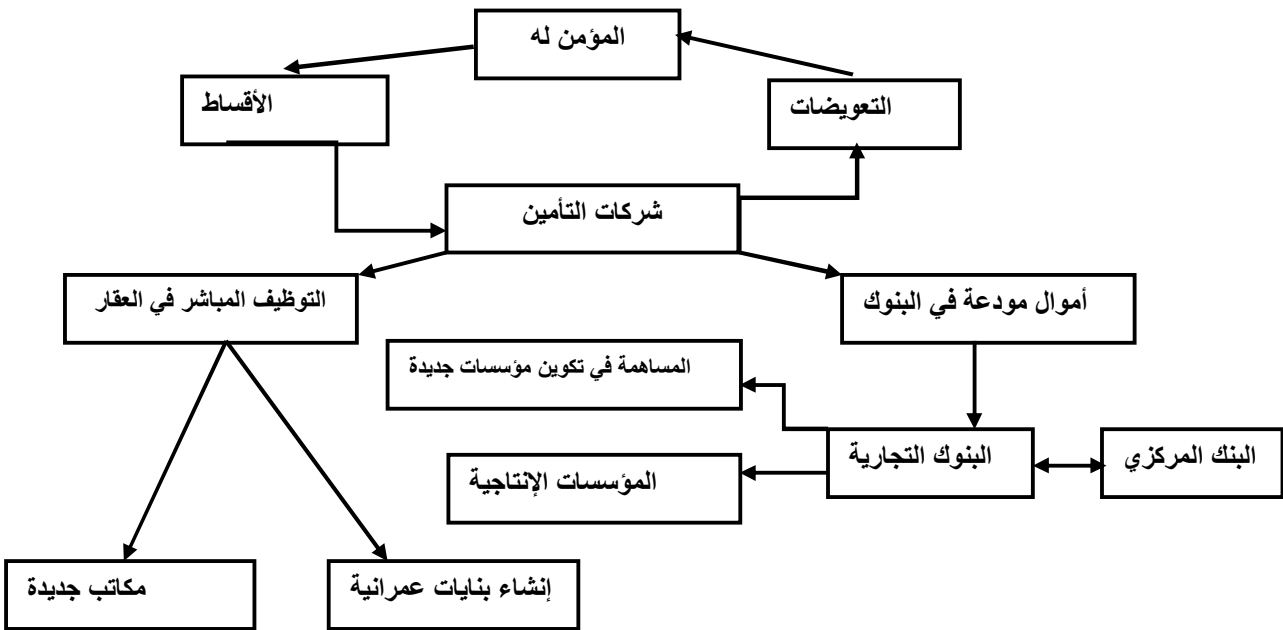 المؤمن له
الأقساط
التعويضات
شركات التأمين
التوظيف المباشر في العقار
أموال مودعة في البنوك
المساهمة في تكوين مؤسسات جديدة
البنوك التجارية
البنك المركزي
المؤسسات الإنتاجية
مكاتب جديدة
إنشاء بنايات عمرانية